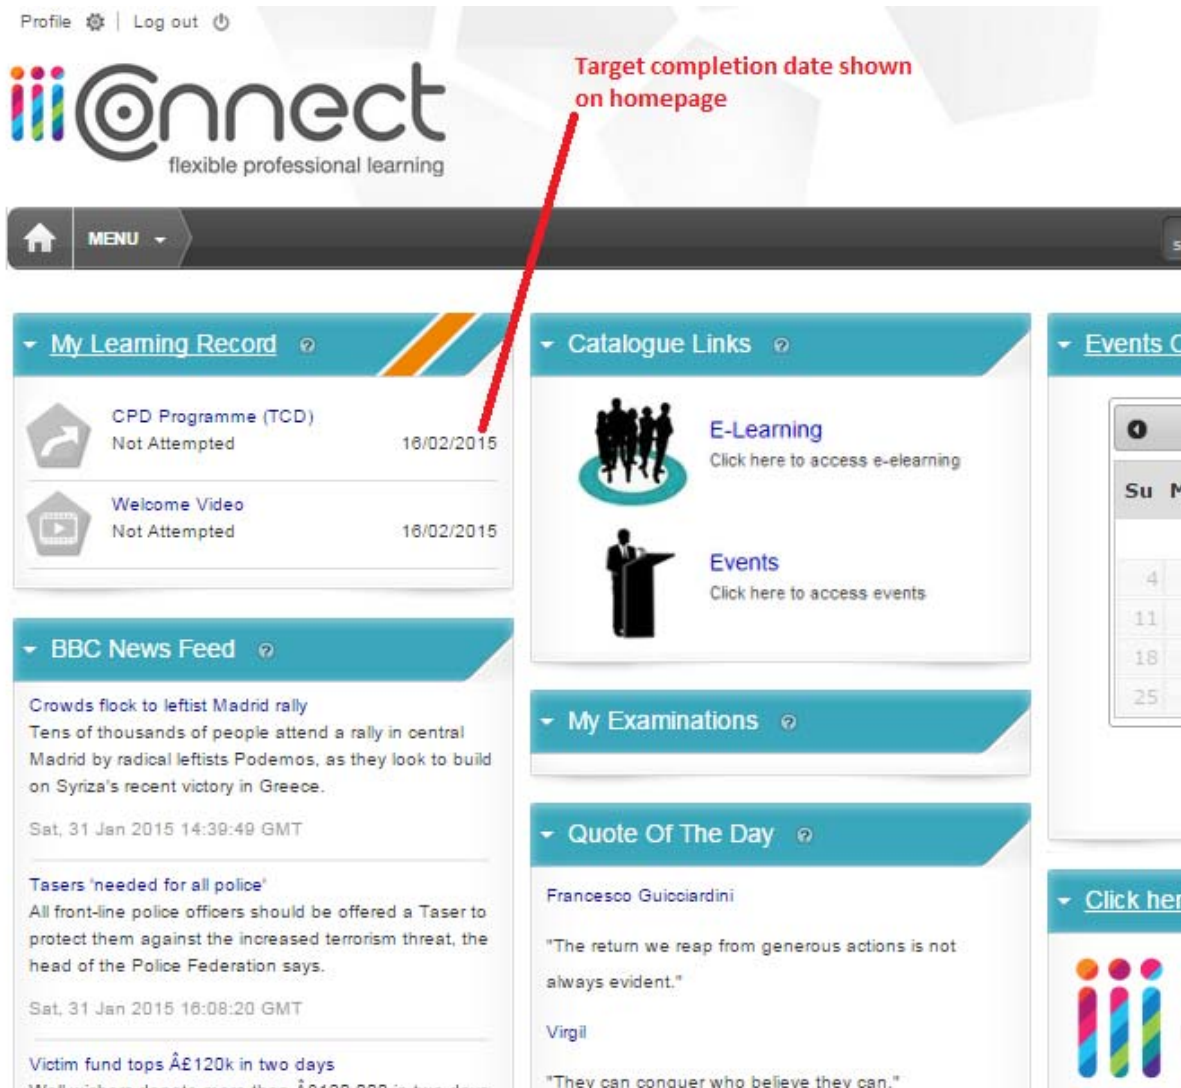 Profile | Log out
iii Connect
flexible professional learning
Target completion date shown
on homepage
MENU
My Learning Record
CPD Programme (TCD)
Not Attempted 16/02/2015
Welcome Video
Not Attempted 16/02/2015
BBC News Feed
Crowds flock to leftist Madrid rally
Tens of thousands of people attend a rally in central
Madrid by radical leftists Podemos, as they look to build
on Syriza's recent victory in Greece.
Sat, 31 Jan 2015 14:39:49 GMT
Tasers 'needed for all police'
All front-line police officers should be offered a Taser to
protect them against the increased terrorism threat, the
head of the Police Federation says.
Sat, 31 Jan 2015 16:08:20 GMT
Victim fund tops Â£120k in two days
Catalogue Links
E-Learning
Click here to access e-elearning
Events
Click here to access events
My Examinations
Quote Of The Day
Francesco Guicciardini
"The return we reap from generous actions is not
always evident."
Virgil
"They can conquer who believe they can."
Events
Su
4
11
18
25
Click
iii